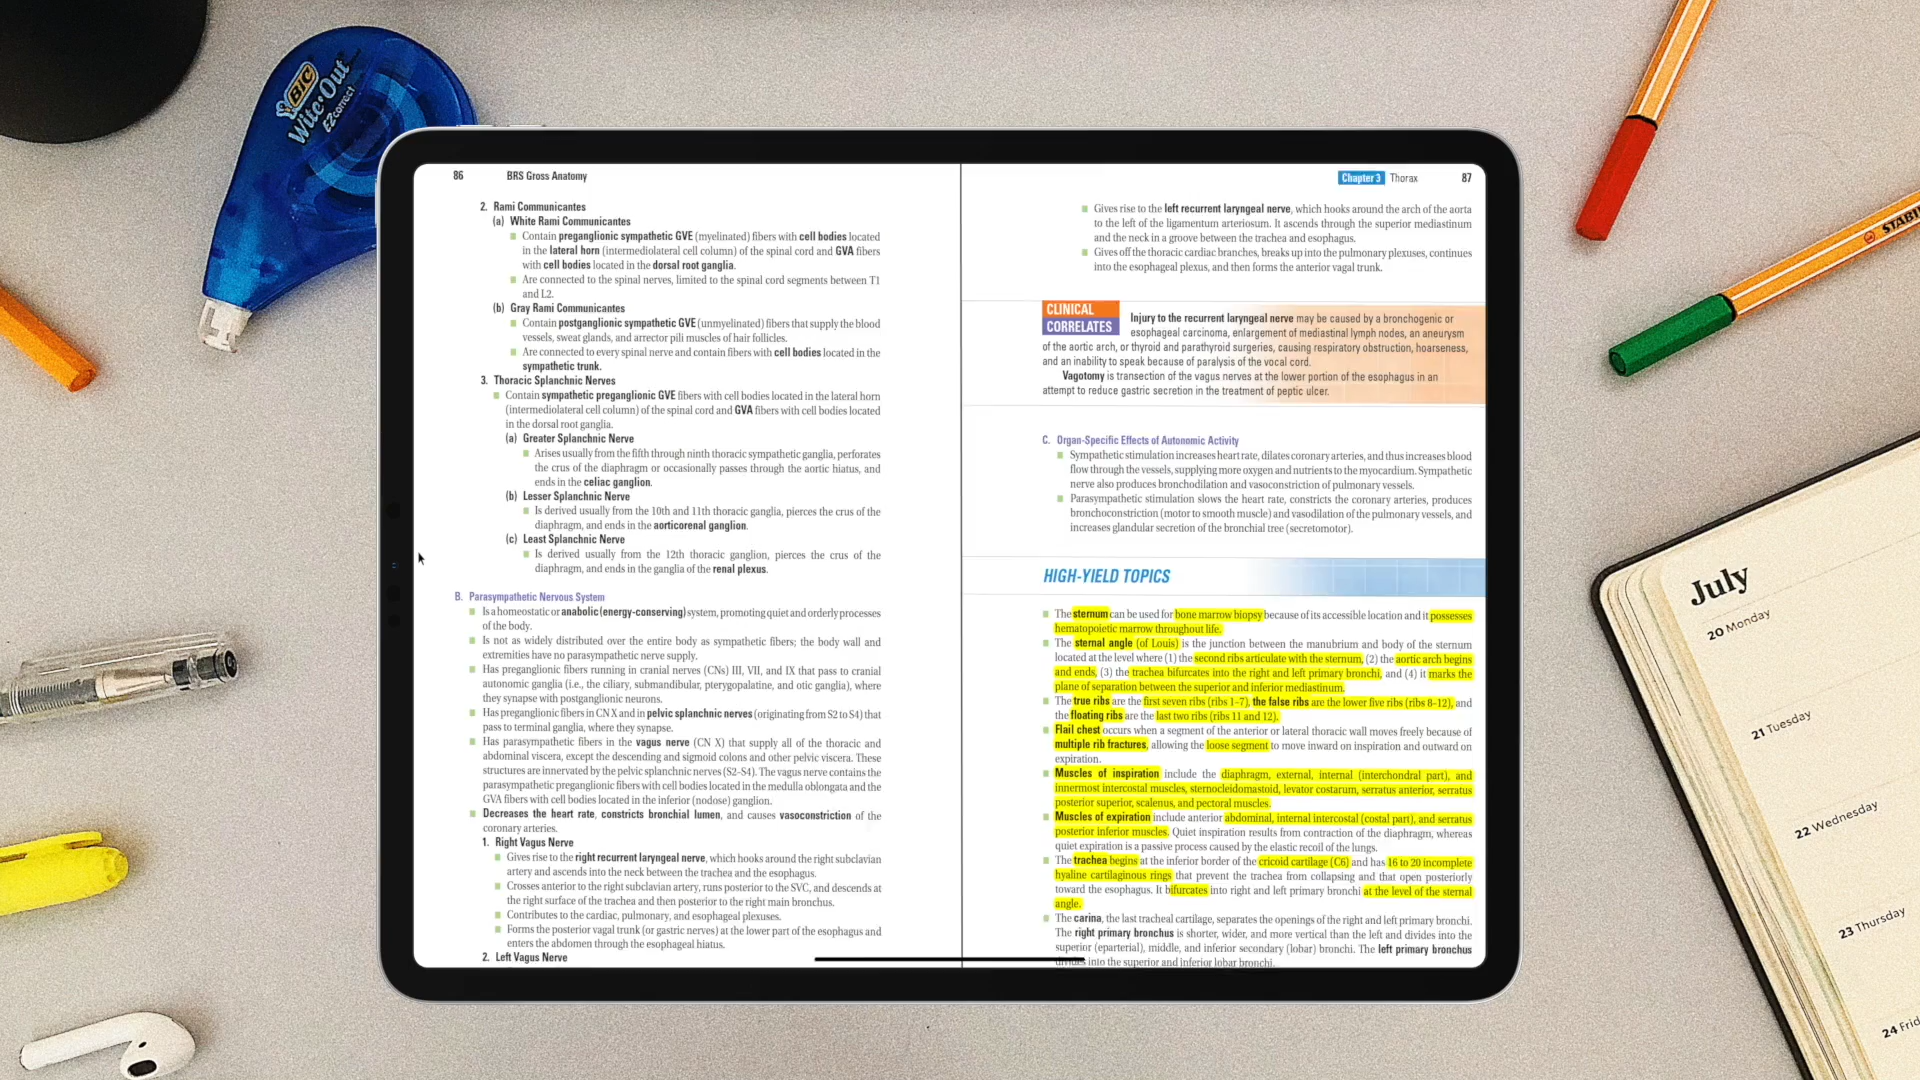 BIC
Wite-Out
EZcorrect
86
BRS Gross Anatomy
2. Rami Communicantes
(a) White Rami Communicantes
Contain preganglionic sympathetic GVE (myelinated) fibers with cell bodies located
in the lateral horn (intermediolateral cell column) of the spinal cord and GVA fibers
with cell bodies located in the dorsal root ganglia.
Are connected to the spinal nerves, limited to the spinal cord segments between T1
and L2.
(b) Gray Rami Communicantes
Contain postganglionic sympathetic GVE (unmyelinated) fibers that supply the blood
vessels, sweat glands, and arrector pili muscles of hair follicles.
Are connected to every spinal nerve and contain fibers with cell bodies located in the
sympathetic trunk.
3. Thoracic Splanchnic Nerves
Contain sympathetic preganglionic GVE fibers with cell bodies located in the lateral horn
(intermediolateral cell column) of the spinal cord and GVA fibers with cell bodies located
in the dorsal root ganglia.
(a) Greater Splanchnic Nerve
Arises usually from the fifth through ninth thoracic sympathetic ganglia, perforates
the crus of the diaphragm or occasionally passes through the aortic hiatus, and
ends in the celiac ganglion.
(b) Lesser Splanchnic Nerve
Is derived usually from the 10th and 11th thoracic ganglia, pierces the crus of the
diaphragm, and ends in the aorticorenal ganglion.
(c) Least Splanchnic Nerve
Is derived usually from the 12th thoracic ganglion, pierces the crus of the
diaphragm, and ends in the ganglia of the renal plexus.
B. Parasympathetic Nervous System
Is a homeostatic or anabolic (energy-conserving) system, promoting quiet and orderly processes
of the body.
Is not as widely distributed over the entire body as sympathetic fibers; the body wall and
extremities have no parasympathetic nerve supply.
Has preganglionic fibers running in cranial nerves (CNs) III, VII, and IX that pass to cranial
autonomic ganglia (i.e., the ciliary, submandibular, pterygopalatine, and otic ganglia), where
they synapse with postganglionic neurons.
Has preganglionic fibers in CN X and in pelvic splanchnic nerves (originating from S2 to S4) that
pass to terminal ganglia, where they synapse.
Has parasympathetic fibers in the vagus nerve (CN X) that supply all of the thoracic and
abdominal viscera, except the descending and sigmoid colons and other pelvic viscera. These
structures are innervated by the pelvic splanchnic nerves (S2–S4). The vagus nerve contains the
parasympathetic preganglionic fibers with cell bodies located in the medulla oblongata and the
GVA fibers with cell bodies located in the inferior (nodose) ganglion.
Decreases the heart rate, constricts bronchial lumen, and causes vasoconstriction of the
coronary arteries.
1. Right Vagus Nerve
Gives rise to the right recurrent laryngeal nerve, which hooks around the right subclavian
artery and ascends into the neck between the trachea and the esophagus.
Crosses anterior to the right subclavian artery, runs posterior to the SVC, and descends at
the right surface of the trachea and then posterior to the right main bronchus.
Contributes to the cardiac, pulmonary, and esophageal plexuses.
Forms the posterior vagal trunk (or gastric nerves) at the lower part of the esophagus and
enters the abdomen through the esophageal hiatus.
2. Left Vagus Nerve
Chapter 3 Thorax 87
Gives rise to the left recurrent laryngeal nerve, which hooks around the arch of the aorta
to the left of the ligamentum arteriosum. It ascends through the superior mediastinum
and the neck in a groove between the trachea and esophagus.
Gives off the thoracic cardiac branches, breaks up into the pulmonary plexuses, continues
into the esophageal plexus, and then forms the anterior vagal trunk.
CLINICAL
CORRELATES
Injury to the recurrent laryngeal nerve may be caused by a bronchogenic or
esophageal carcinoma, enlargement of mediastinal lymph nodes, an aneurysm
of the aortic arch, or thyroid and parathyroid surgeries, causing respiratory obstruction, hoarseness,
and an inability to speak because of paralysis of the vocal cord.
Vagotomy is transection of the vagus nerves at the lower portion of the esophagus in an
attempt to reduce gastric secretion in the treatment of peptic ulcer.
C. Organ-Specific Effects of Autonomic Activity
Sympathetic stimulation increases heart rate, dilates coronary arteries, and thus increases blood
flow through the vessels, supplying more oxygen and nutrients to the myocardium. Sympathetic
nerve also produces bronchodilation and vasoconstriction of pulmonary vessels.
Parasympathetic stimulation slows the heart rate, constricts the coronary arteries, produces
bronchoconstriction (motor to smooth muscle) and vasodilation of the pulmonary vessels, and
increases glandular secretion of the bronchial tree (secretomotor).
HIGH-YIELD TOPICS
The sternum can be used for bone marrow biopsy because of its accessible location and it possesses
hematopoietic marrow throughout life.
The sternal angle (of Louis) is the junction between the manubrium and body of the sternum
located at the level where (1) the second ribs articulate with the sternum, (2) the aortic arch begins
and ends, (3) the trachea bifurcates into the right and left primary bronchi, and (4) it marks the
plane of separation between the superior and inferior mediastinum.
The true ribs are the first seven ribs (ribs 1–7), the false ribs are the lower five ribs (ribs 8–12), and
the floating ribs are the last two ribs (ribs 11 and 12).
Flail chest occurs when a segment of the anterior or lateral thoracic wall moves freely because of
multiple rib fractures, allowing the loose segment to move inward on inspiration and outward on
expiration.
Muscles of inspiration include the diaphragm, external, internal (interchondral part), and
innermost intercostal muscles, sternocleidomastoid, levator costarum, serratus anterior, serratus
posterior superior, scalenus, and pectoral muscles.
Muscles of expiration include anterior abdominal, internal intercostal (costal part), and serratus
posterior inferior muscles. Quiet inspiration results from contraction of the diaphragm, whereas
quiet expiration is a passive process caused by the elastic recoil of the lungs.
The trachea begins at the inferior border of the cricoid cartilage (C6) and has 16 to 20 incomplete
hyaline cartilaginous rings that prevent the trachea from collapsing and that open posteriorly
toward the esophagus. It bifurcates into right and left primary bronchi at the level of the sternal
angle.
The carina, the last tracheal cartilage, separates the openings of the right and left primary bronchi.
The right primary bronchus is shorter, wider, and more vertical than the left and divides into the
superior (eparterial), middle, and inferior secondary (lobar) bronchi. The left primary bronchus
divides into the superior and inferior lobar bronchi.
STABIL
July
20 Monday
21 Tuesday
22 Wednesday
23 Thursday
24 Frid